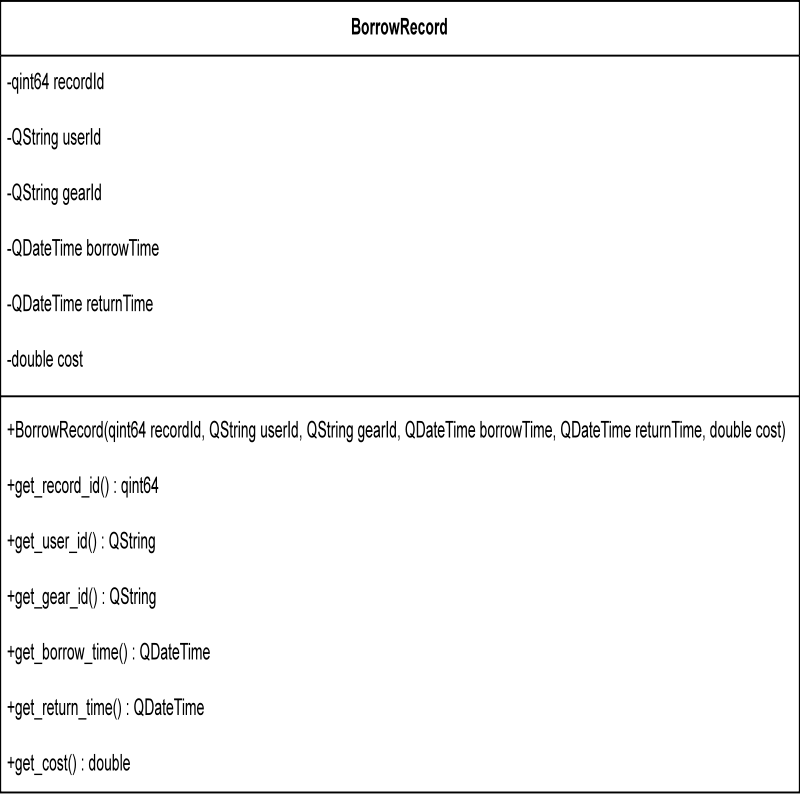 BorrowRecord
-qint64 recordId
-QString userId
-QString gearId
-QDateTime borrowTime
-QDateTime returnTime
-double cost
+BorrowRecord(qint64 recordId, QString userId, QString gearId, QDateTime borrowTime, QDateTime returnTime, double cost)
+get_record_id() : qint64
+get_user_id() : QString
+get_gear_id() : QString
+get_borrow_time() : QDateTime
+get_return_time() : QDateTime
+get_cost() : double